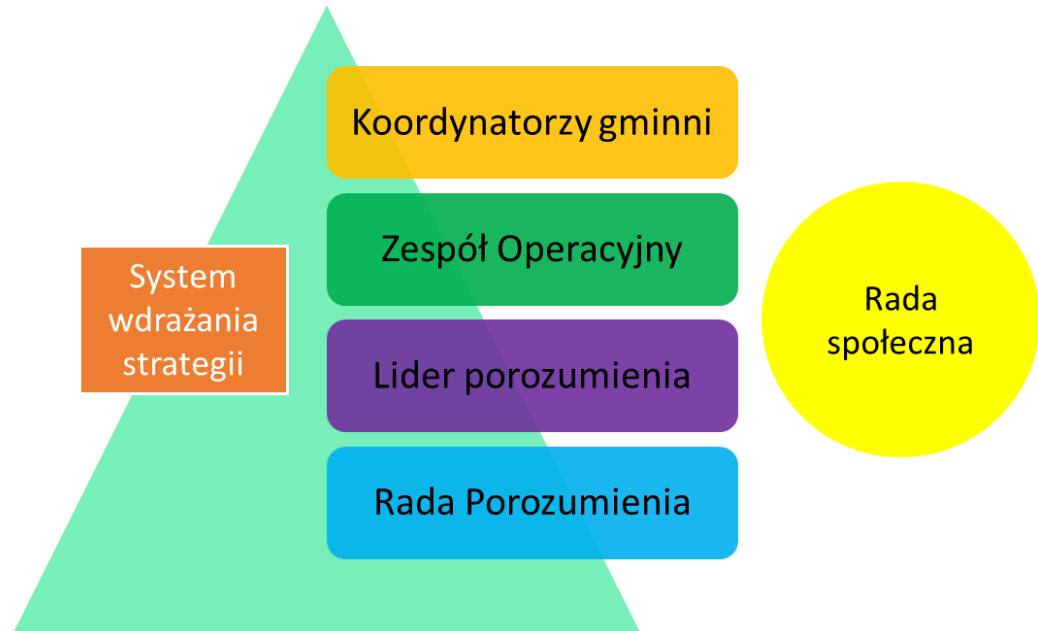 Koordynatorzy gminni
Zespół Operacyjny
System
wdrażania
strategii
Rada
społeczna
Lider porozumienia
Rada Porozumienia